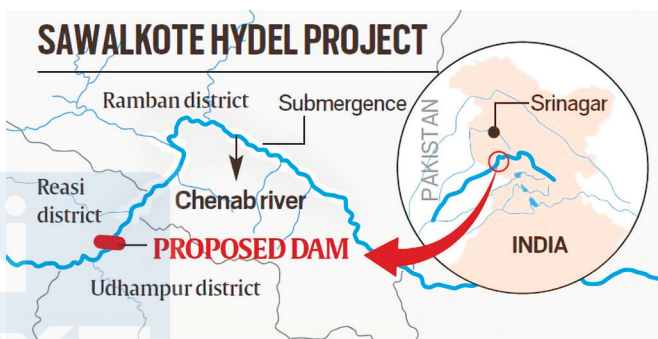 SAWALKOTE HYDEL PROJECT
Ramban district
Submergence
PAKISTAN
Srinagar
Reasi
district
Chenab river
PROPOSED DAM
INDIA
Udhampur district